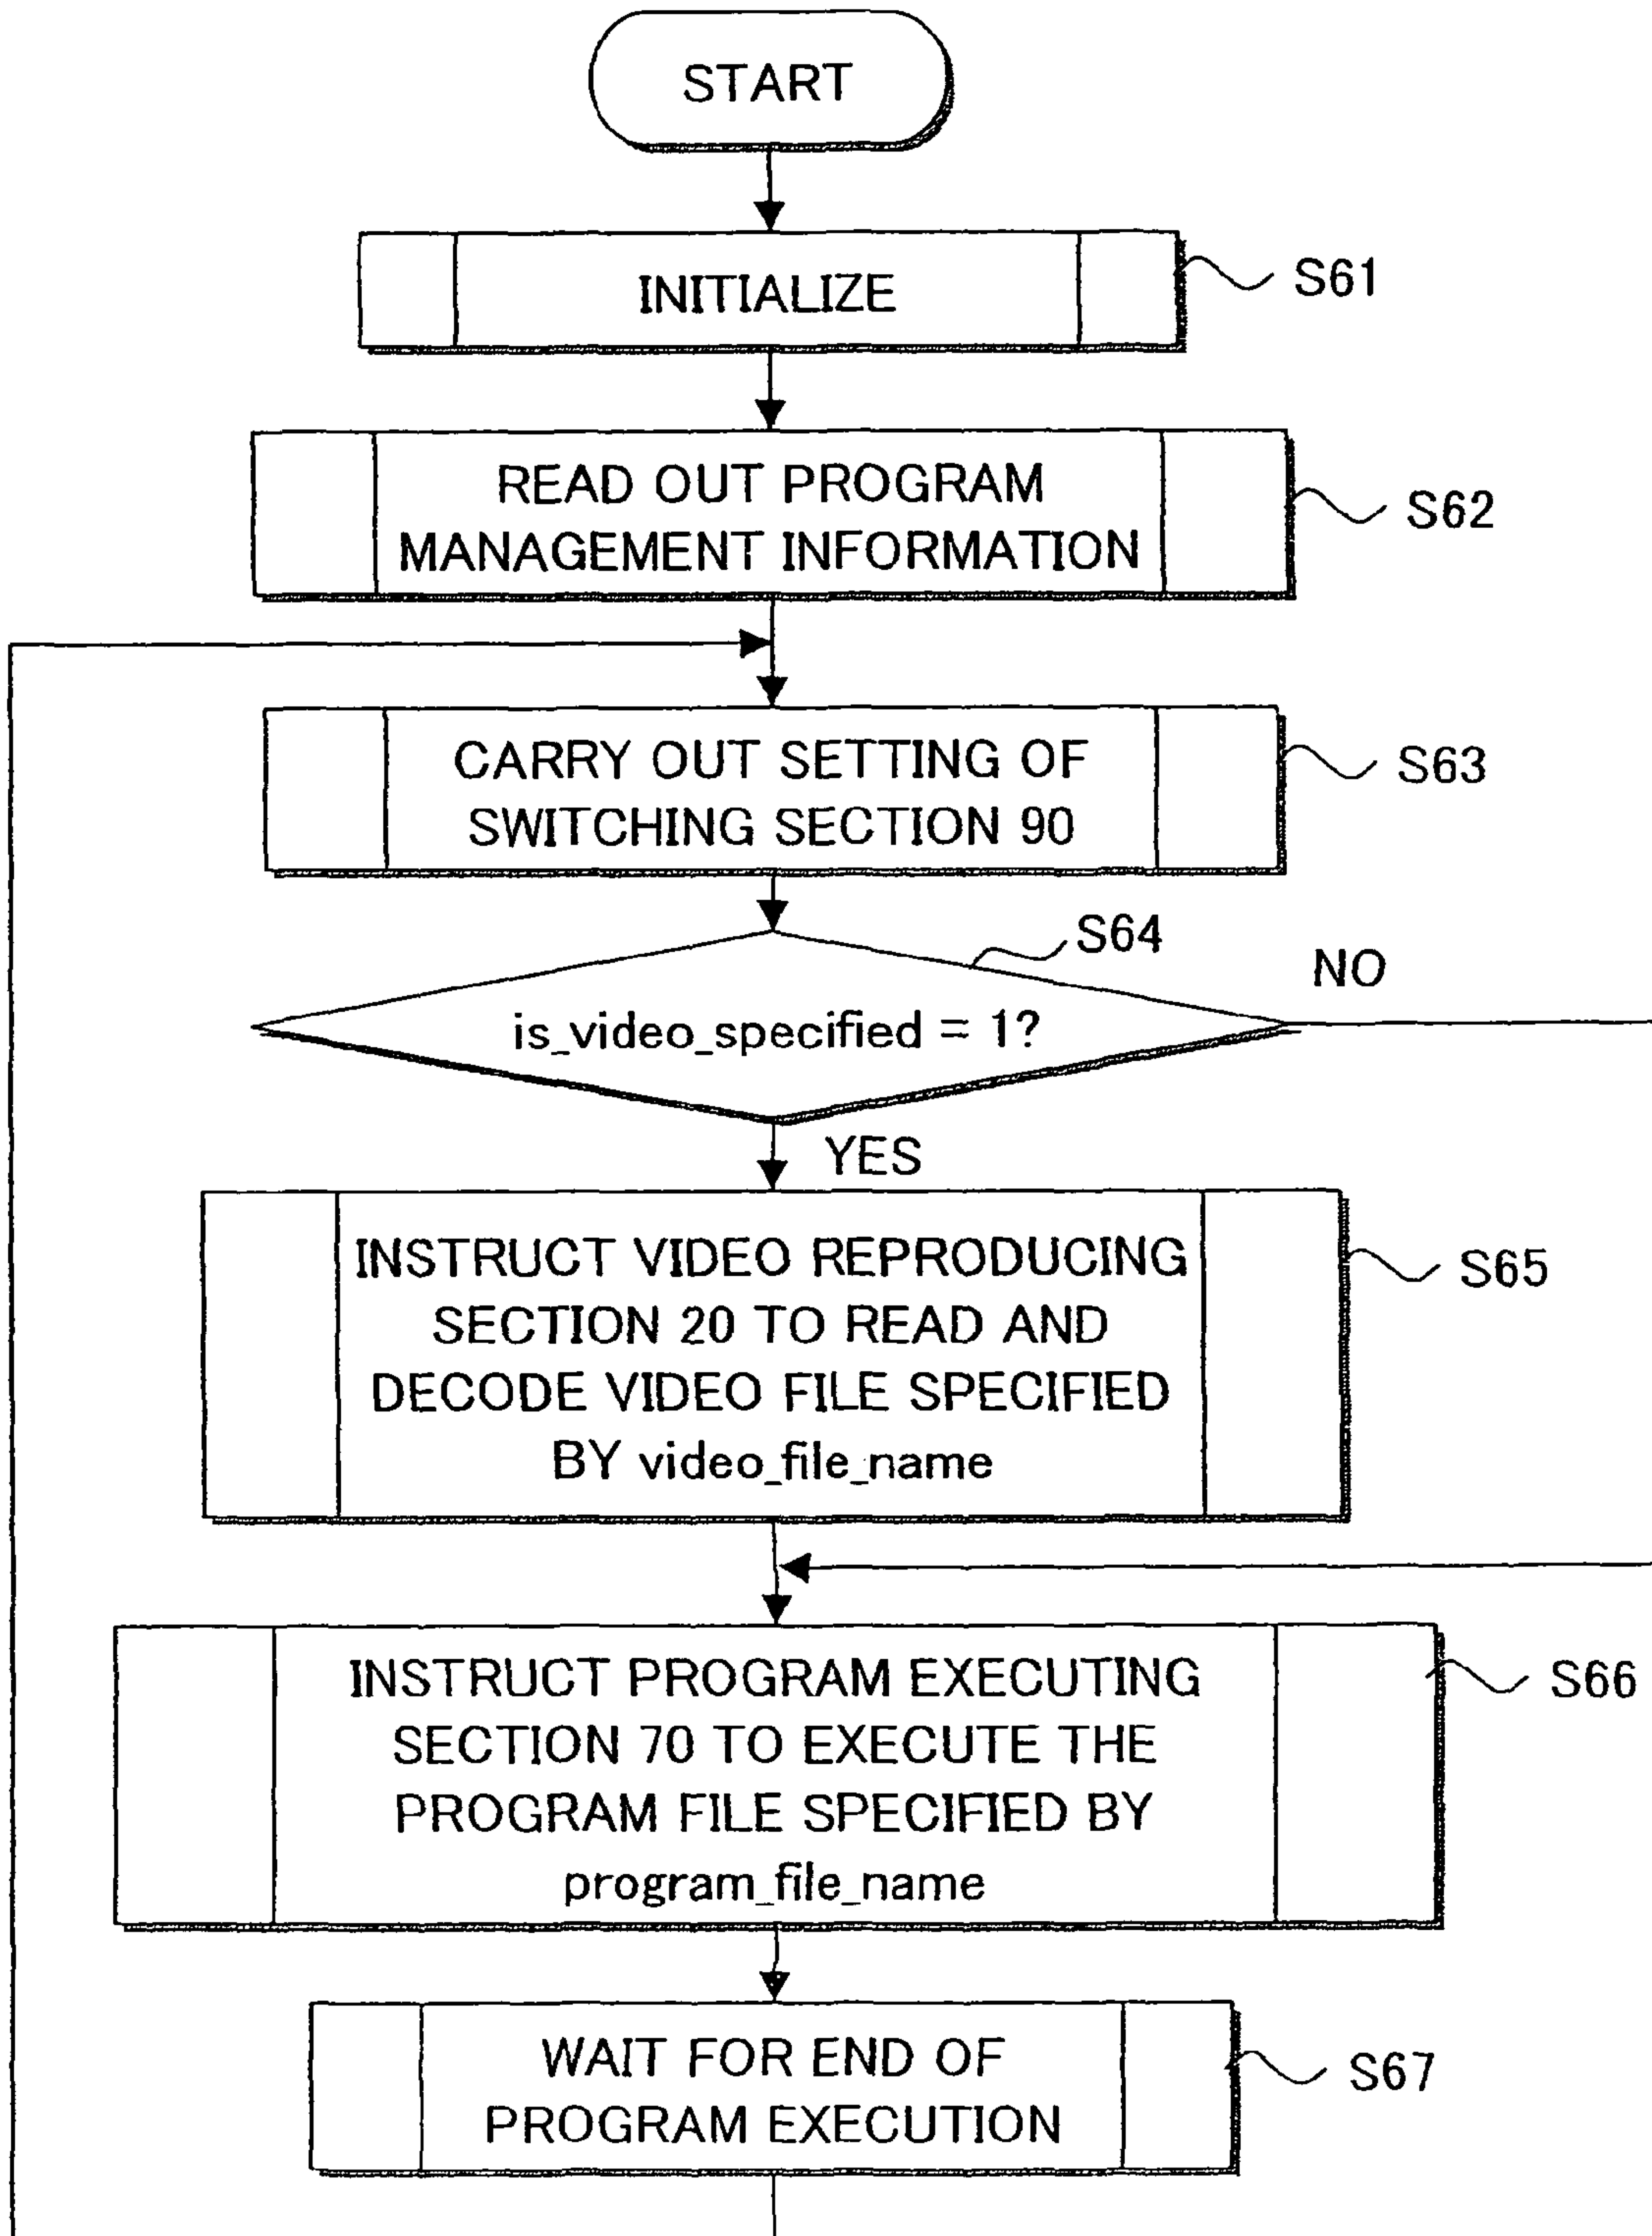 START
INITIALIZE
S61
READ OUT PROGRAM
MANAGEMENT INFORMATION
S62
CARRY OUT SETTING OF
SWITCHING SECTION 90
S63
S64
NO
is_video_specified = 1?
YES
INSTRUCT VIDEO REPRODUCING
SECTION 20 TO READ AND
DECODE VIDEO FILE SPECIFIED
BY video_file_name
S65
INSTRUCT PROGRAM EXECUTING
SECTION 70 TO EXECUTE THE
PROGRAM FILE SPECIFIED BY
program_file_name
S66
WAIT FOR END OF
PROGRAM EXECUTION
S67